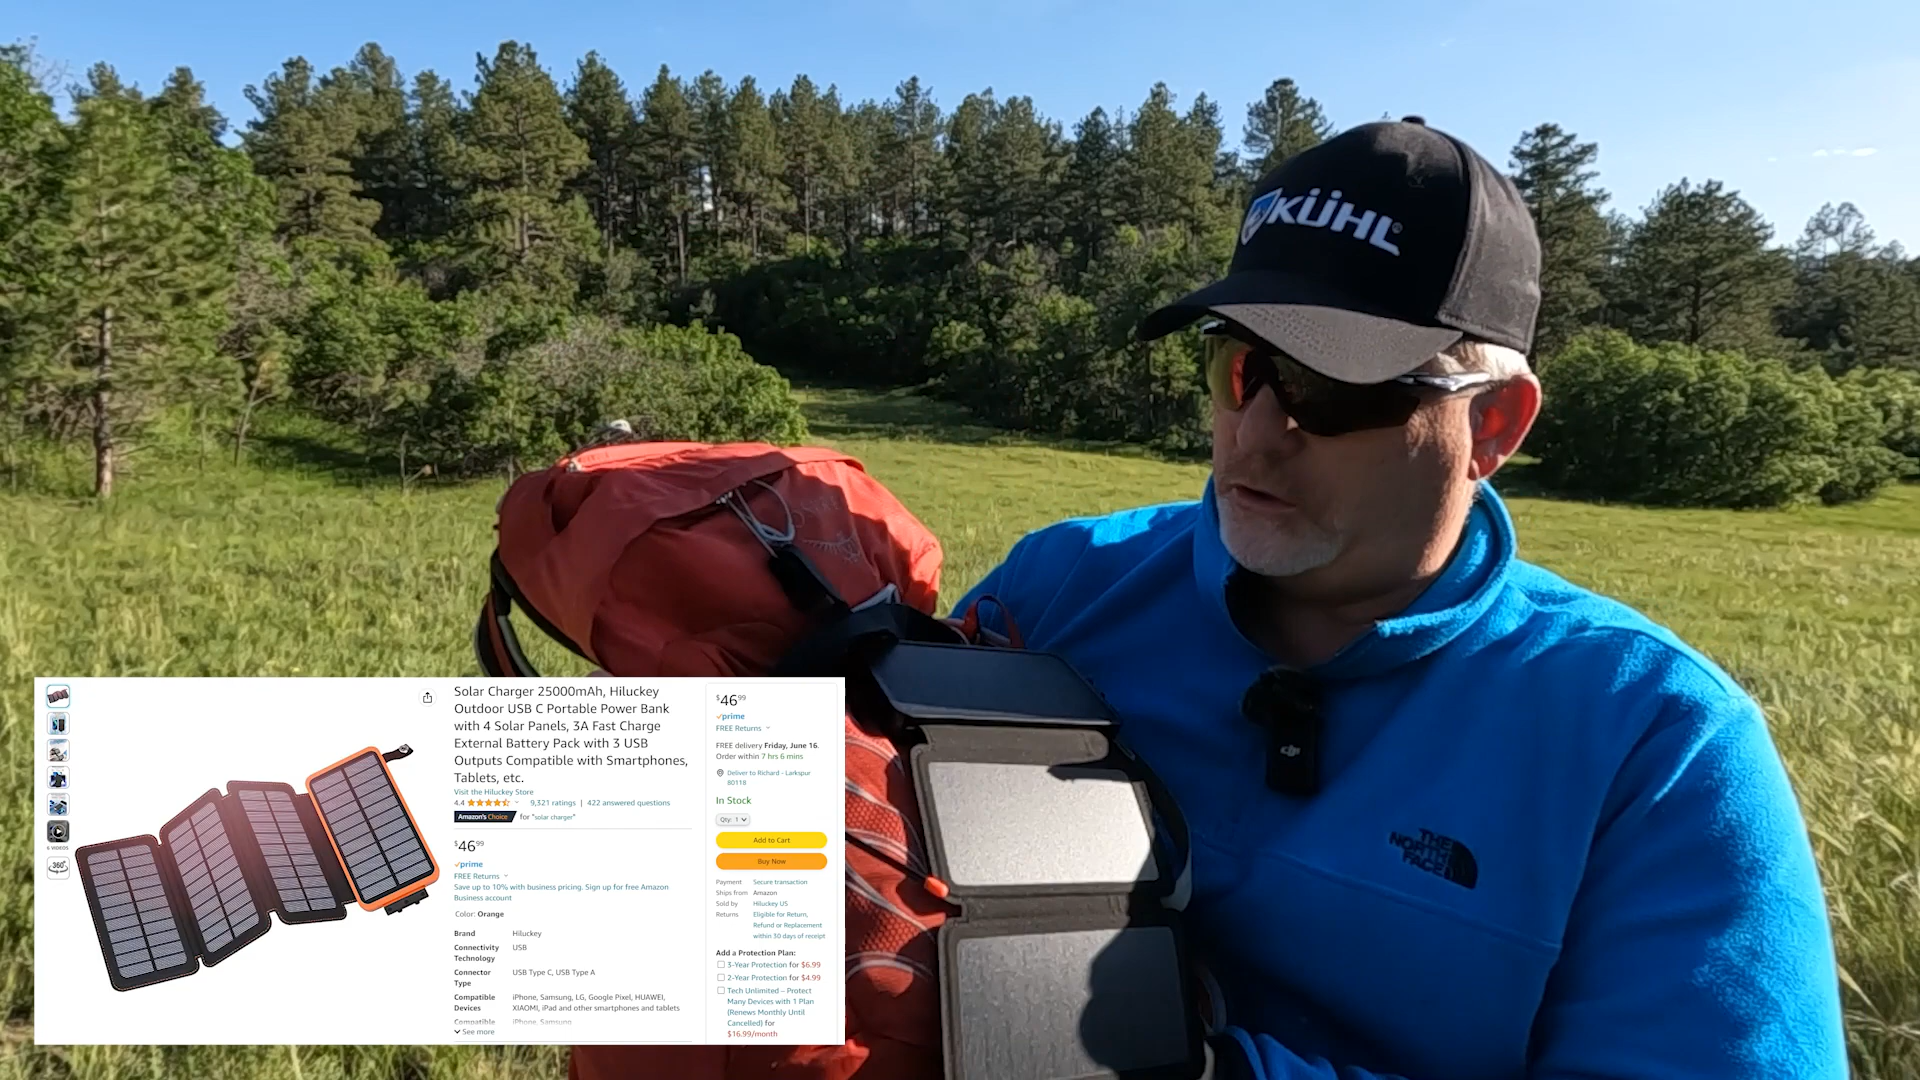 KÜHL
THE
NORTH
FACE
dji
Solar Charger 25000mAh, Hiluckey
Outdoor USB C Portable Power Bank
with 4 Solar Panels, 3A Fast Charge
External Battery Pack with 3 USB
Outputs Compatible with Smartphones,
Tablets, etc.
Visit the Hiluckey Store
4.4 9,321 ratings | 422 answered questions
Amazon's Choice for "solar charger"
$46 99
prime
FREE Returns
Save up to 10% with business pricing. Sign up for free Amazon
Business account
Color: Orange
Brand Hiluckey
Connectivity USB
Technology
Connector USB Type C, USB Type A
Type
Compatible iPhone, Samsung, LG, Google Pixel, HUAWEI,
Devices XIAOMI, iPad and other smartphones and tablets
Compatible iPhone, Samsung
See more
6 VIDEOS
360°
$46 99
prime
FREE Returns
FREE delivery Friday, June 16.
Order within 7 hrs 6 mins
Deliver to Richard - Larkspur
80118
In Stock
Qty: 1
Add to Cart
Buy Now
Payment Secure transaction
Ships from Amazon
Sold by Hiluckey US
Returns Eligible for Return,
Refund or Replacement
within 30 days of receipt
Add a Protection Plan:
3-Year Protection for $6.99
2-Year Protection for $4.99
Tech Unlimited – Protect
Many Devices with 1 Plan
(Renews Monthly Until
Cancelled) for
$16.99/month